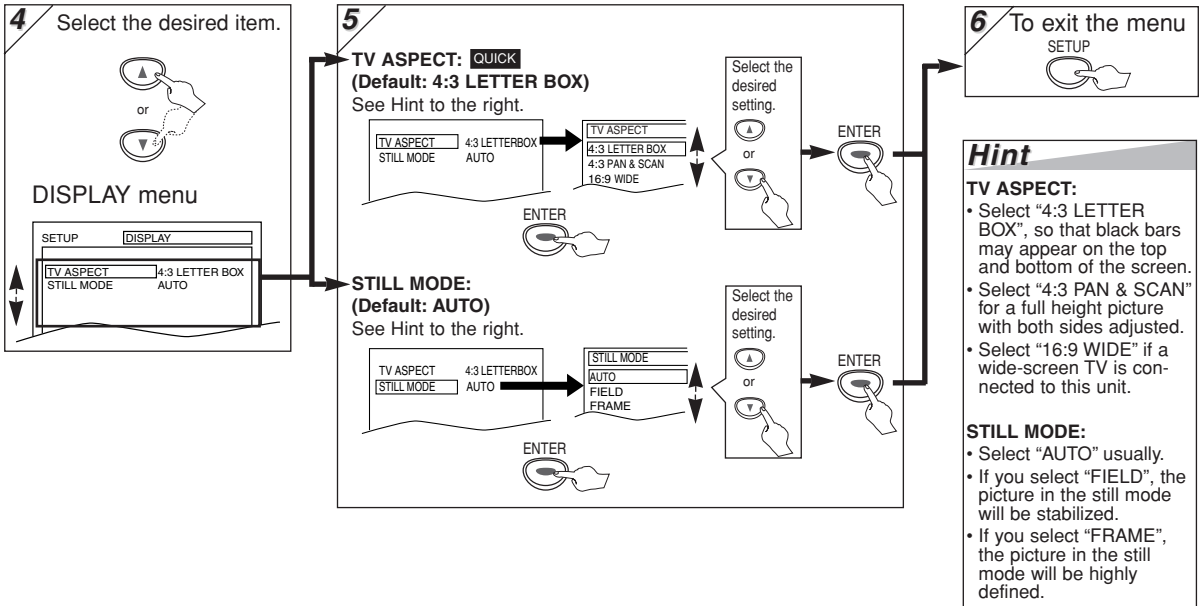 4 Select the desired item.
or
DISPLAY menu
SETUP DISPLAY
TV ASPECT 4:3 LETTER BOX
STILL MODE AUTO
5
TV ASPECT: QUICK
(Default: 4:3 LETTER BOX)
See Hint to the right.
TV ASPECT 4:3 LETTERBOX
STILL MODE AUTO
ENTER
TV ASPECT
4:3 LETTER BOX
4:3 PAN & SCAN
16:9 WIDE
Select the
desired
setting.
or
ENTER
STILL MODE:
(Default: AUTO)
See Hint to the right.
TV ASPECT 4:3 LETTERBOX
STILL MODE AUTO
ENTER
STILL MODE
AUTO
FIELD
FRAME
Select the
desired
setting.
or
ENTER
6 To exit the menu
SETUP
Hint
TV ASPECT:
• Select “4:3 LETTER
BOX”, so that black bars
may appear on the top
and bottom of the screen.
• Select “4:3 PAN & SCAN”
for a full height picture
with both sides adjusted.
• Select “16:9 WIDE” if a
wide-screen TV is con-
nected to this unit.
STILL MODE:
• Select “AUTO” usually.
• If you select “FIELD”, the
picture in the still mode
will be stabilized.
• If you select “FRAME”,
the picture in the still
mode will be highly
defined.